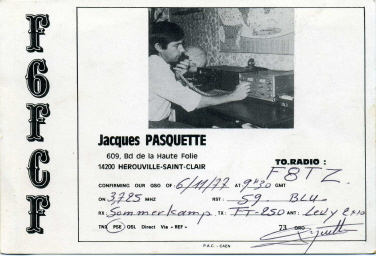 F6FCF
Jacques PASQUETTE
609, Bd de la Haute Folie
14200 HEROUVILLE-SAINT-CLAIR
TO.RADIO :
F8TZ
CONFIRMING OUR QSO OF 6/11/77 AT 9H30 GMT
ON 3725 MHZ RST : 59 BLU
RX Sommerkamp TX : FT-250 ANT : Levy
TNX PSE QSL Direct Via « REF » 73 QRO
P.A.C. - CAEN